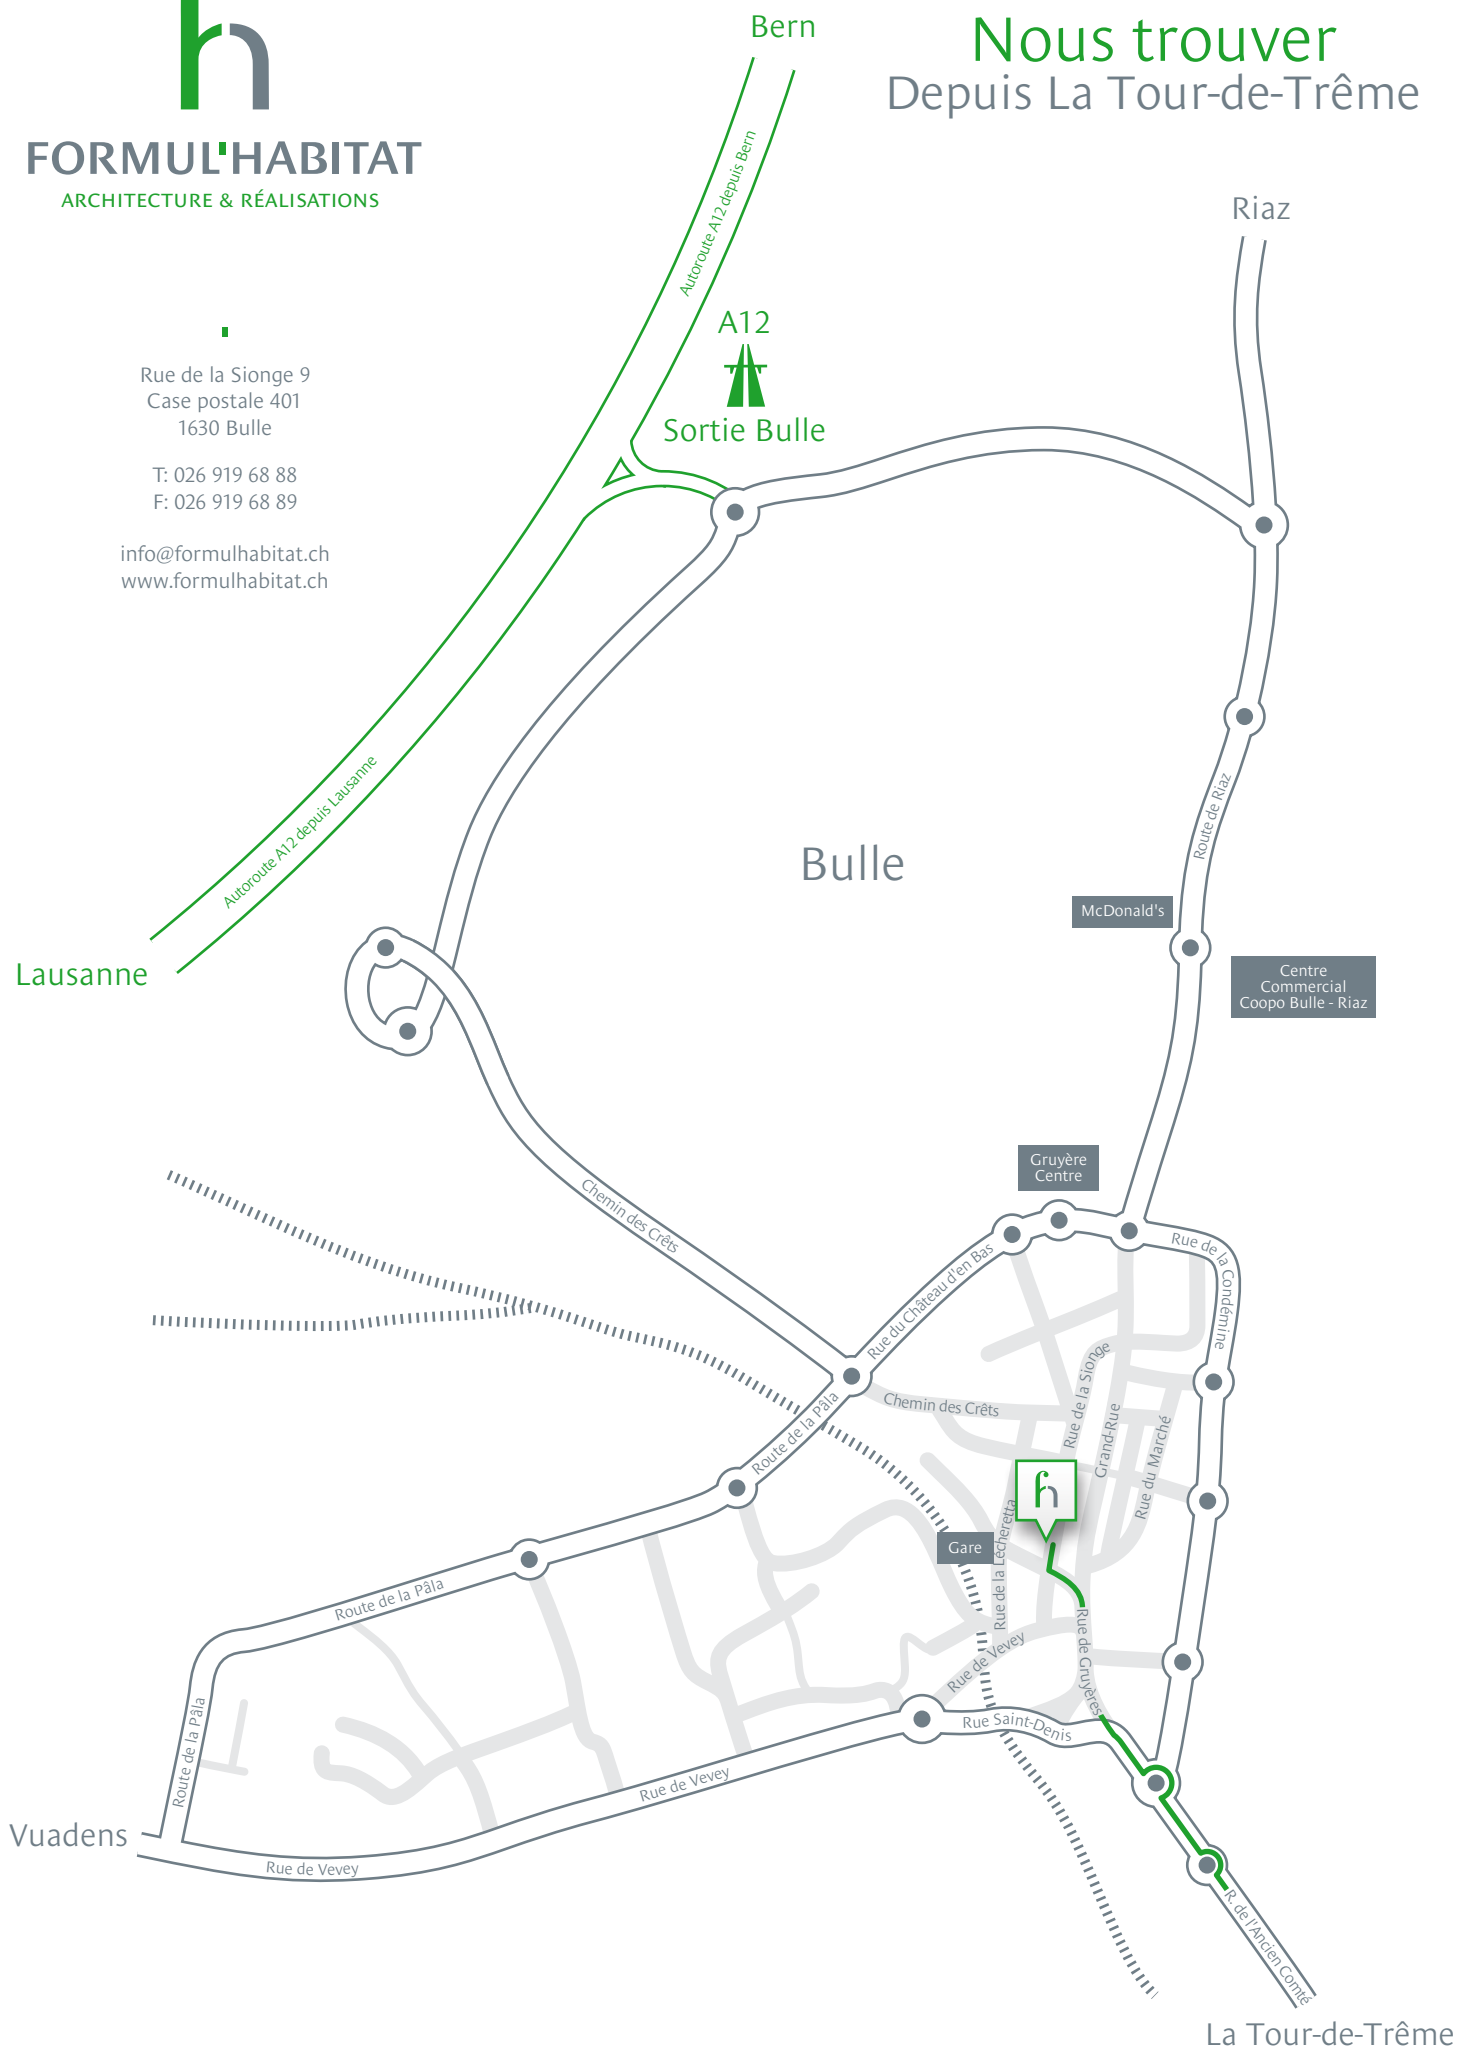 Bern
Nous trouver
Depuis La Tour-de-Trême
FORMUL'HABITAT
ARCHITECTURE & RÉALISATIONS
Autoroute A12 depuis Bern
Riaz
A12
Sortie Bulle
Rue de la Sionge 9
Case postale 401
1630 Bulle
T: 026 919 68 88
F: 026 919 68 89
info@formulhabitat.ch
www.formulhabitat.ch
Autoroute A12 depuis Lausanne
Lausanne
Bulle
Route de Riaz
McDonald's
Centre
Commercial
Coopo Bulle - Riaz
Gruyère
Centre
Chemin des Crêts
Rue du Château d'en Bas
Rue de la Condémine
Rue de la Sionge
Chemin des Crêts
Grand-Rue
Rue du Marché
Route de la Pâla
Gare
Rue de la Lécheretta
Route de la Pâla
Rue de Vevey
Rue de Gruyères
Route de la Pâla
Rue Saint-Denis
Rue de Vevey
Vuadens
Rue de Vevey
R. de l'Ancien Comté
La Tour-de-Trême